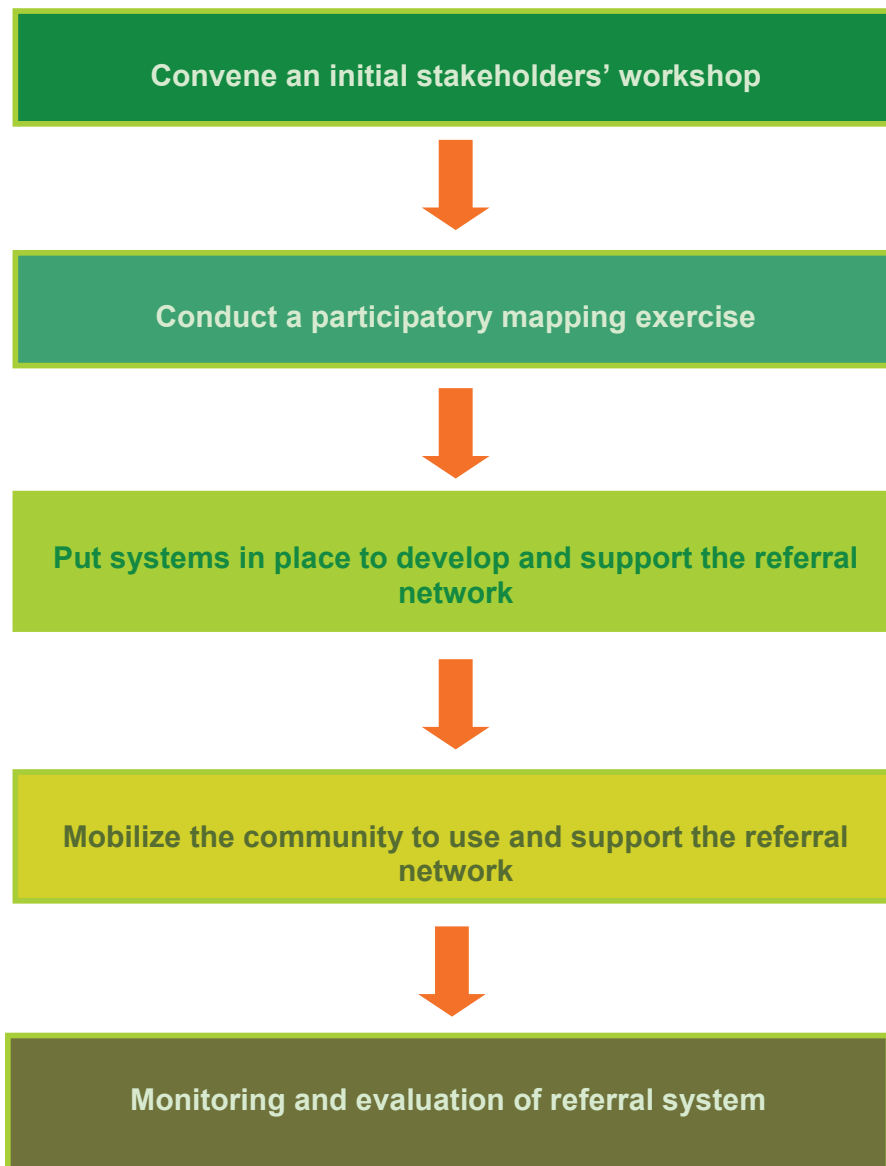 Convene an initial stakeholders’ workshop
Conduct a participatory mapping exercise
Put systems in place to develop and support the referral
network
Mobilize the community to use and support the referral
network
Monitoring and evaluation of referral system